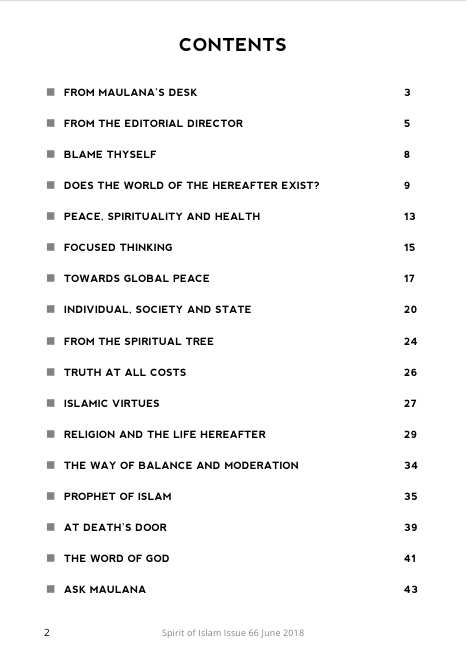 CONTENTS
FROM MAULANA'S DESK 3
FROM THE EDITORIAL DIRECTOR 5
BLAME THYSELF 8
DOES THE WORLD OF THE HEREAFTER EXIST? 9
PEACE, SPIRITUALITY AND HEALTH 13
FOCUSED THINKING 15
TOWARDS GLOBAL PEACE 17
INDIVIDUAL, SOCIETY AND STATE 20
FROM THE SPIRITUAL TREE 24
TRUTH AT ALL COSTS 26
ISLAMIC VIRTUES 27
RELIGION AND THE LIFE HEREAFTER 29
THE WAY OF BALANCE AND MODERATION 34
PROPHET OF ISLAM 35
AT DEATH'S DOOR 39
THE WORD OF GOD 41
ASK MAULANA 43
2 Spirit of Islam Issue 66 June 2018